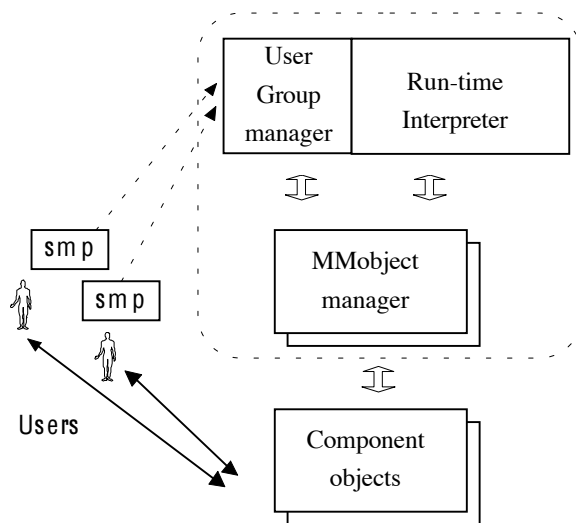 User
Group
manager
Run-time
Interpreter
smp
smp
MMobject
manager
Users
Component
objects